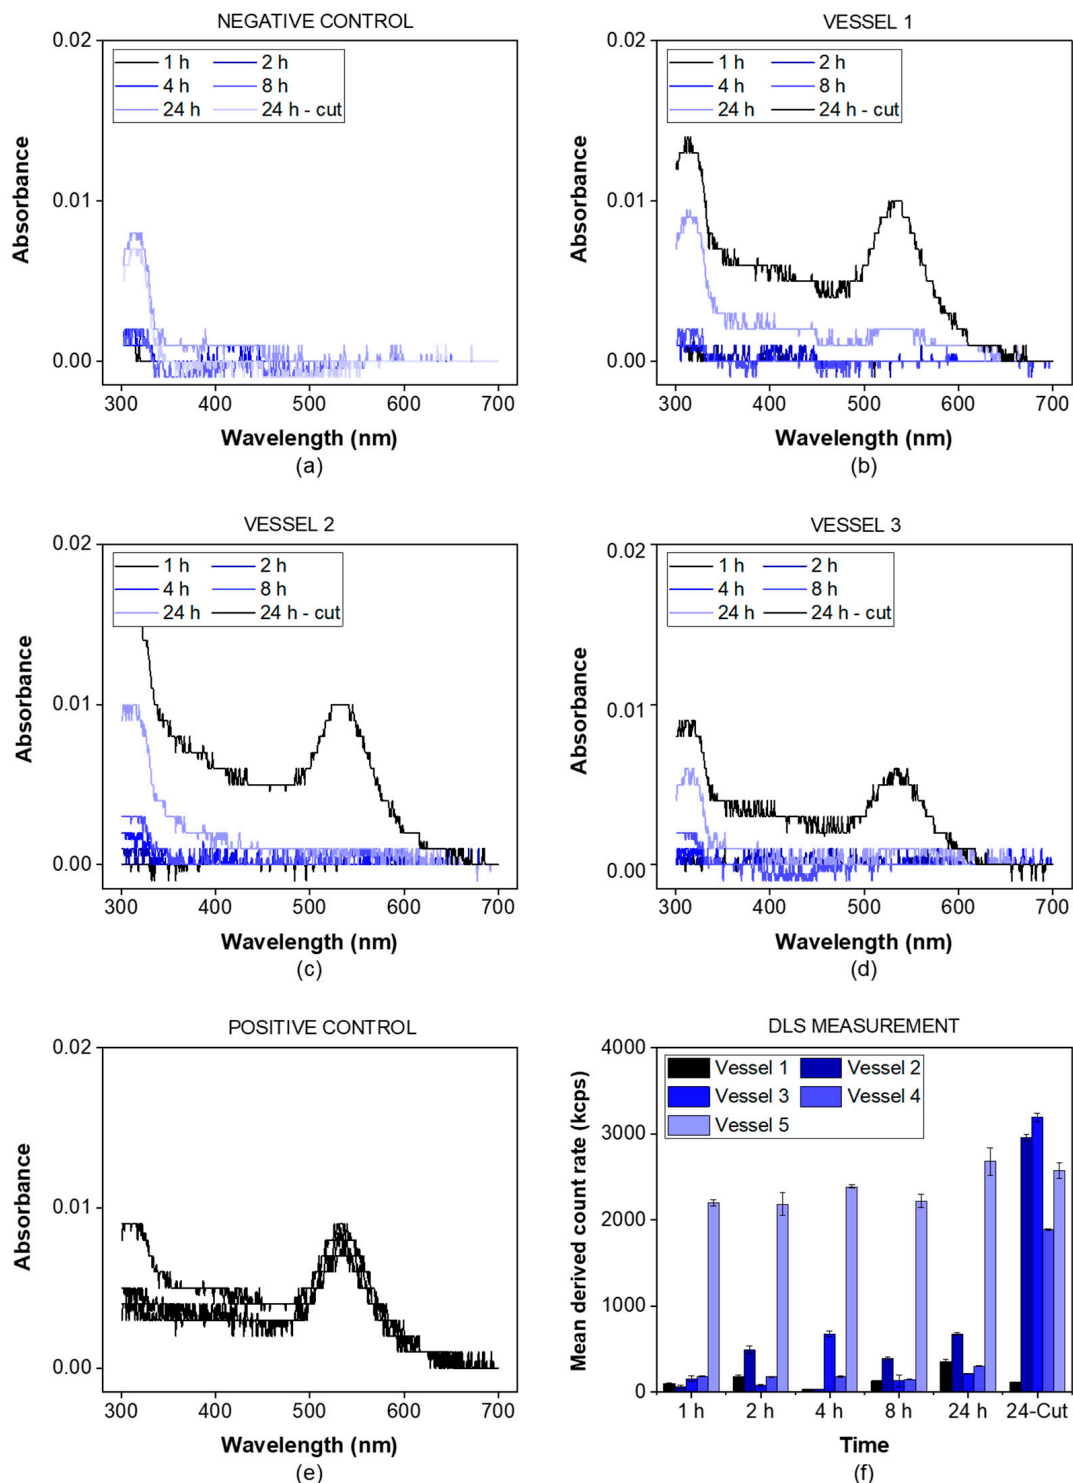 NEGATIVE CONTROL
0.02
1 h 2 h
4 h 8 h
24 h 24 h - cut
Absorbance
0.01
0.00
300 400 500 600 700
Wavelength (nm)
(a)
VESSEL 1
0.02
1 h 2 h
4 h 8 h
24 h 24 h - cut
Absorbance
0.01
0.00
300 400 500 600 700
Wavelength (nm)
(b)
VESSEL 2
0.02
1 h 2 h
4 h 8 h
24 h 24 h - cut
Absorbance
0.01
0.00
300 400 500 600 700
Wavelength (nm)
(c)
VESSEL 3
0.02
1 h 2 h
4 h 8 h
24 h 24 h - cut
Absorbance
0.01
0.00
300 400 500 600 700
Wavelength (nm)
(d)
POSITIVE CONTROL
0.02
Absorbance
0.01
0.00
300 400 500 600 700
Wavelength (nm)
(e)
DLS MEASUREMENT
4000
Vessel 1 Vessel 2
Vessel 3 Vessel 4
Vessel 5
Mean derived count rate (kcps)
3000
2000
1000
0
1 h 2 h 4 h 8 h 24 h 24-Cut
Time
(f)